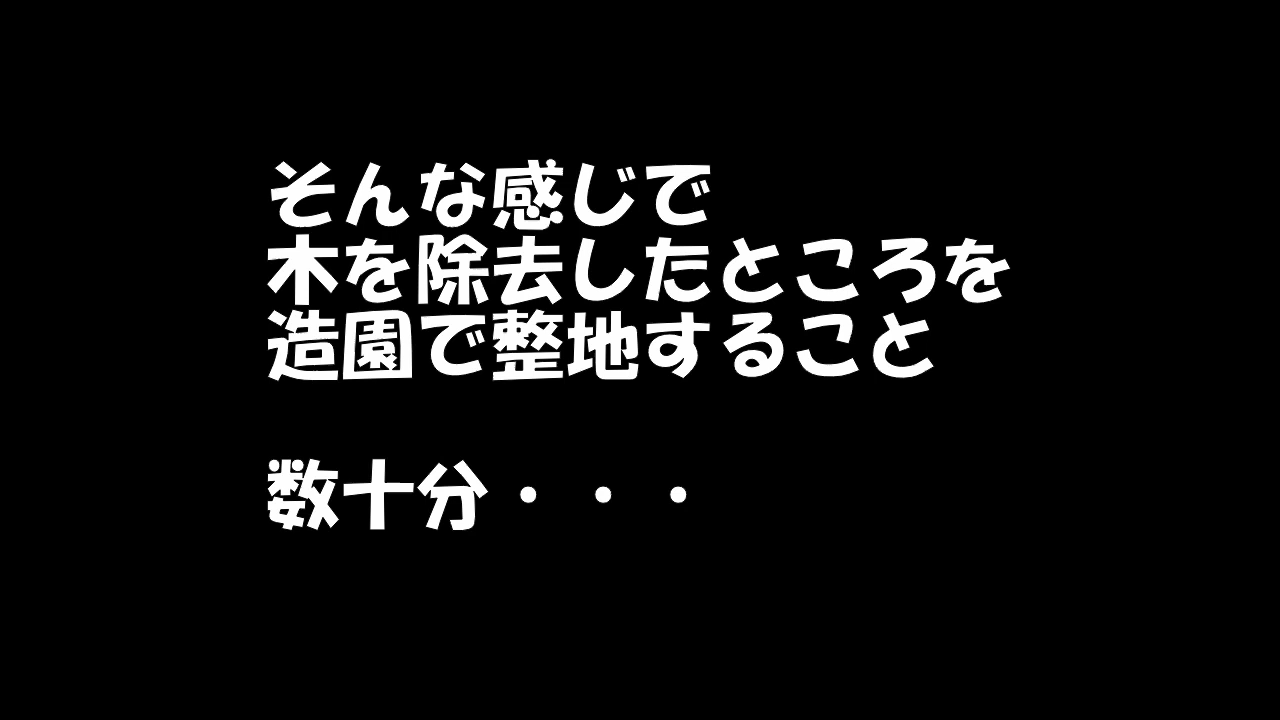 そんな感じで
木を除去したところを
造園で整地すること
数十分・・・